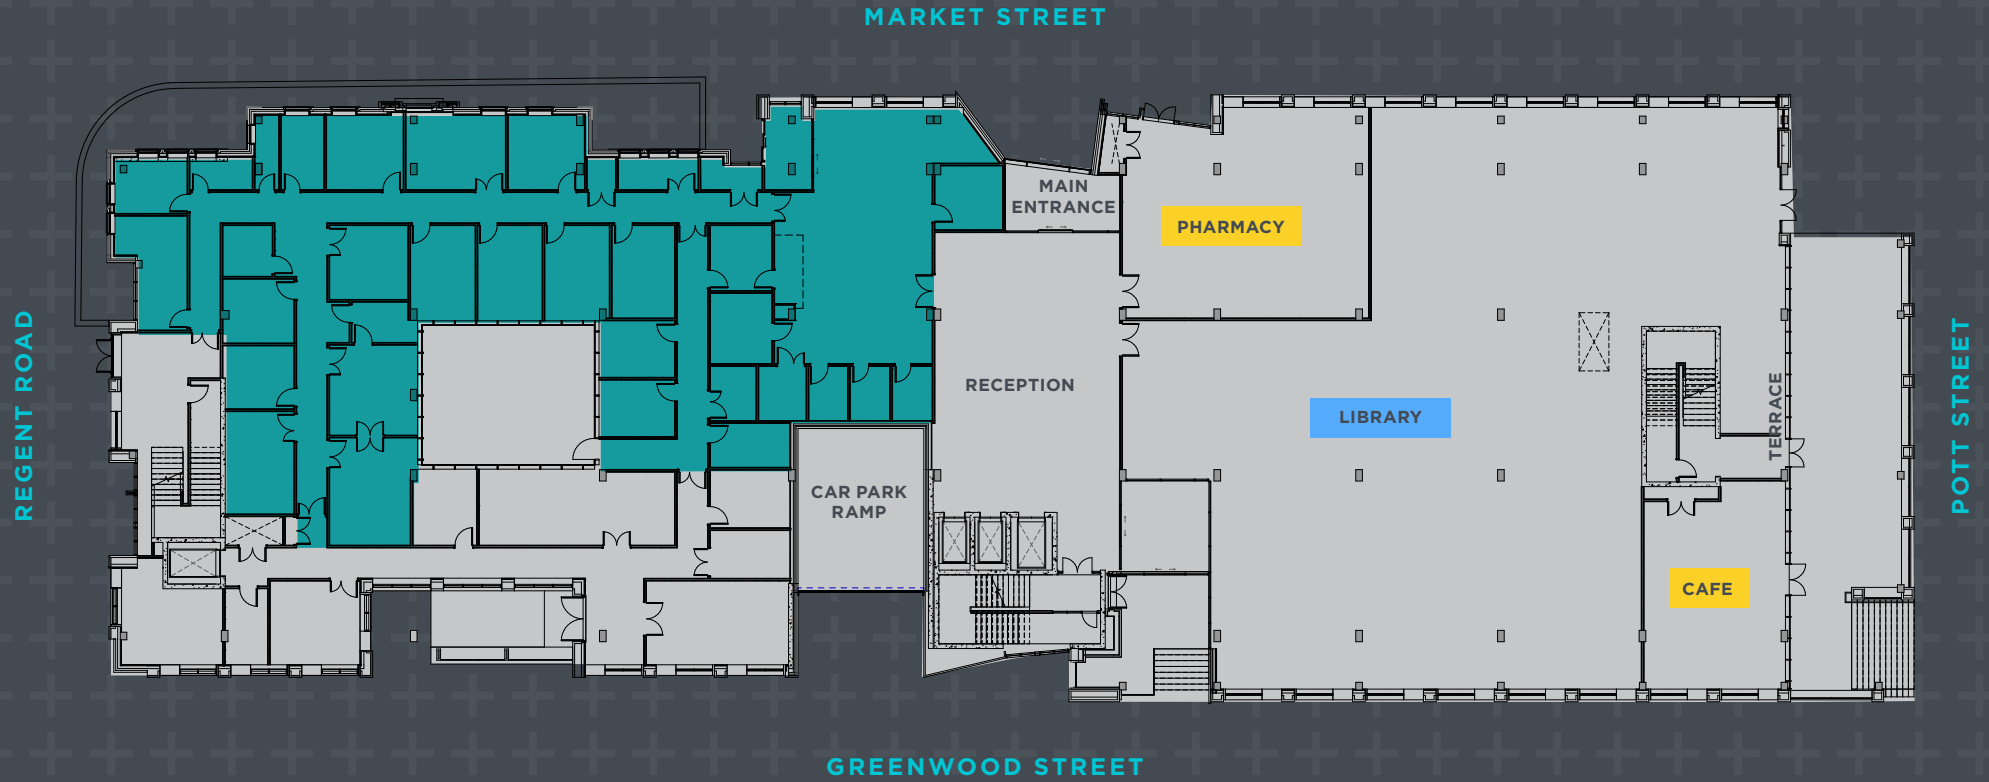 MARKET STREET
MAIN
ENTRANCE
PHARMACY
REGENT ROAD
POTT STREET
RECEPTION
LIBRARY
TERRACE
CAR PARK
RAMP
CAFE
GREENWOOD STREET